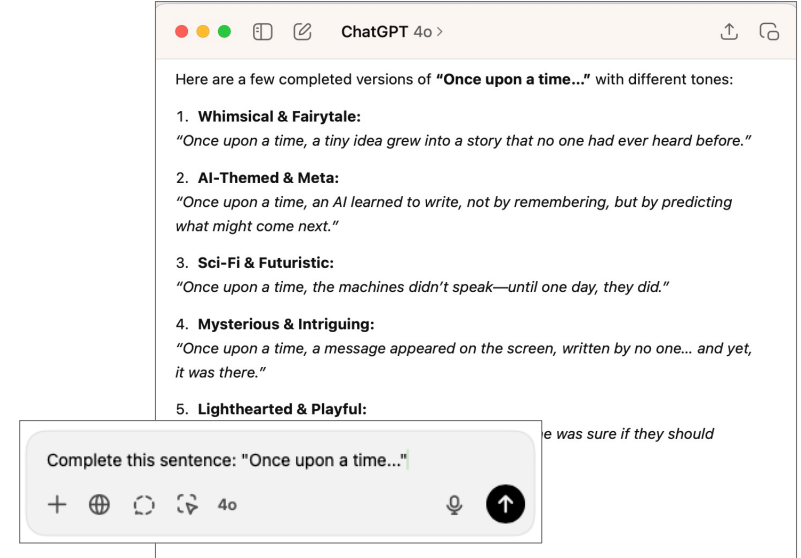 ChatGPT 4o >
Here are a few completed versions of “Once upon a time...” with different tones:
1. Whimsical & Fairytale:
“Once upon a time, a tiny idea grew into a story that no one had ever heard before.”
2. AI-Themed & Meta:
“Once upon a time, an AI learned to write, not by remembering, but by predicting
what might come next.”
3. Sci-Fi & Futuristic:
“Once upon a time, the machines didn’t speak—until one day, they did.”
4. Mysterious & Intriguing:
“Once upon a time, a message appeared on the screen, written by no one... and yet,
it was there.”
5. Lighthearted & Playful:
was sure if they should
Complete this sentence: "Once upon a time..."
4o